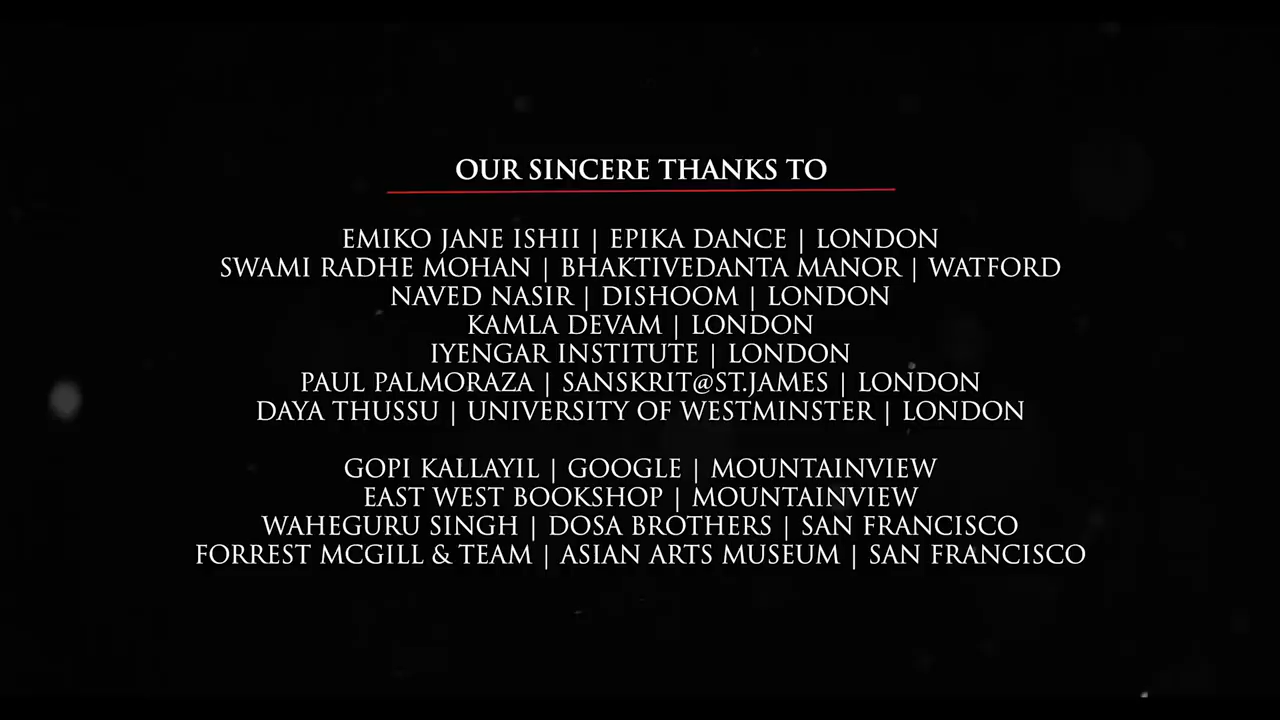 OUR SINCERE THANKS TO
EMIKO JANE ISHII | EPIKA DANCE | LONDON
SWAMI RADHE MOHAN | BHAKTIVEDANTA MANOR | WATFORD
NAVED NASIR | DISHOOM | LONDON
KAMLA DEVAM | LONDON
IYENGAR INSTITUTE | LONDON
PAUL PALMORAZA | SANSKRIT@ST.JAMES | LONDON
DAYA THUSSU | UNIVERSITY OF WESTMINSTER | LONDON
GOPI KALLAYIL | GOOGLE | MOUNTAINVIEW
EAST WEST BOOKSHOP | MOUNTAINVIEW
WAHEGURU SINGH | DOSA BROTHERS | SAN FRANCISCO
FORREST MCGILL & TEAM | ASIAN ARTS MUSEUM | SAN FRANCISCO